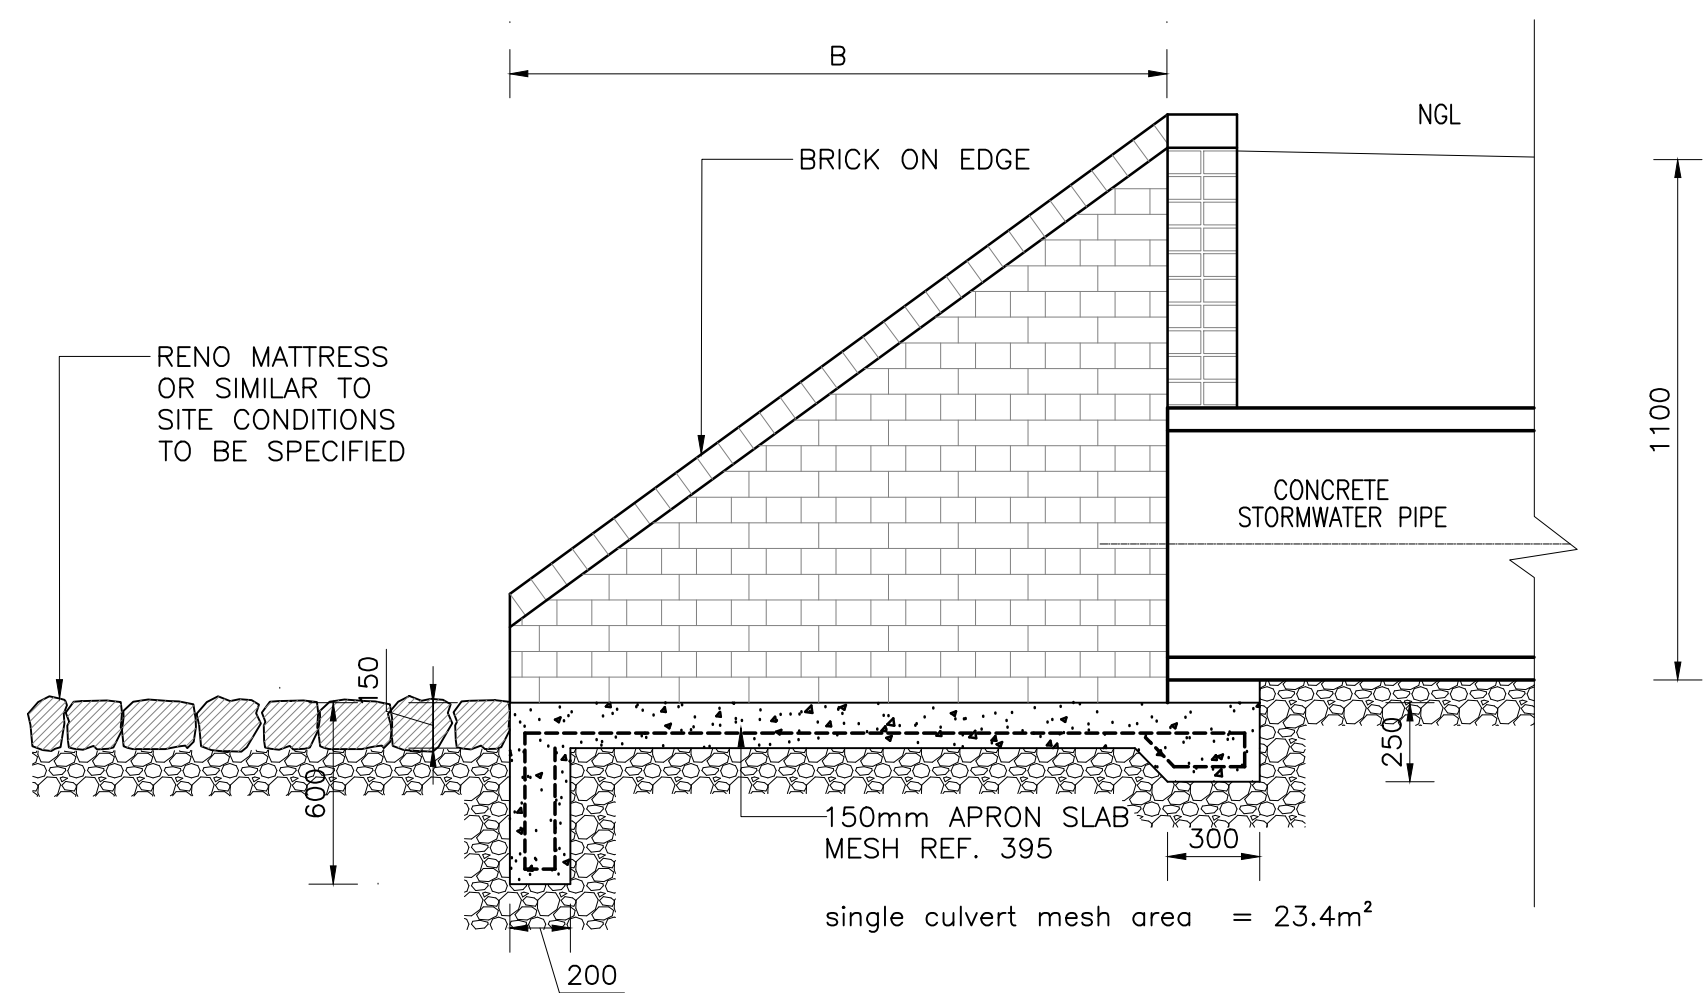 B
NGL
BRICK ON EDGE
RENO MATTRESS
OR SIMILAR TO
SITE CONDITIONS
TO BE SPECIFIED
1100
CONCRETE
STORMWATER PIPE
150
600
250
150mm APRON SLAB
MESH REF. 395
300
single culvert mesh area = 23.4m²
200